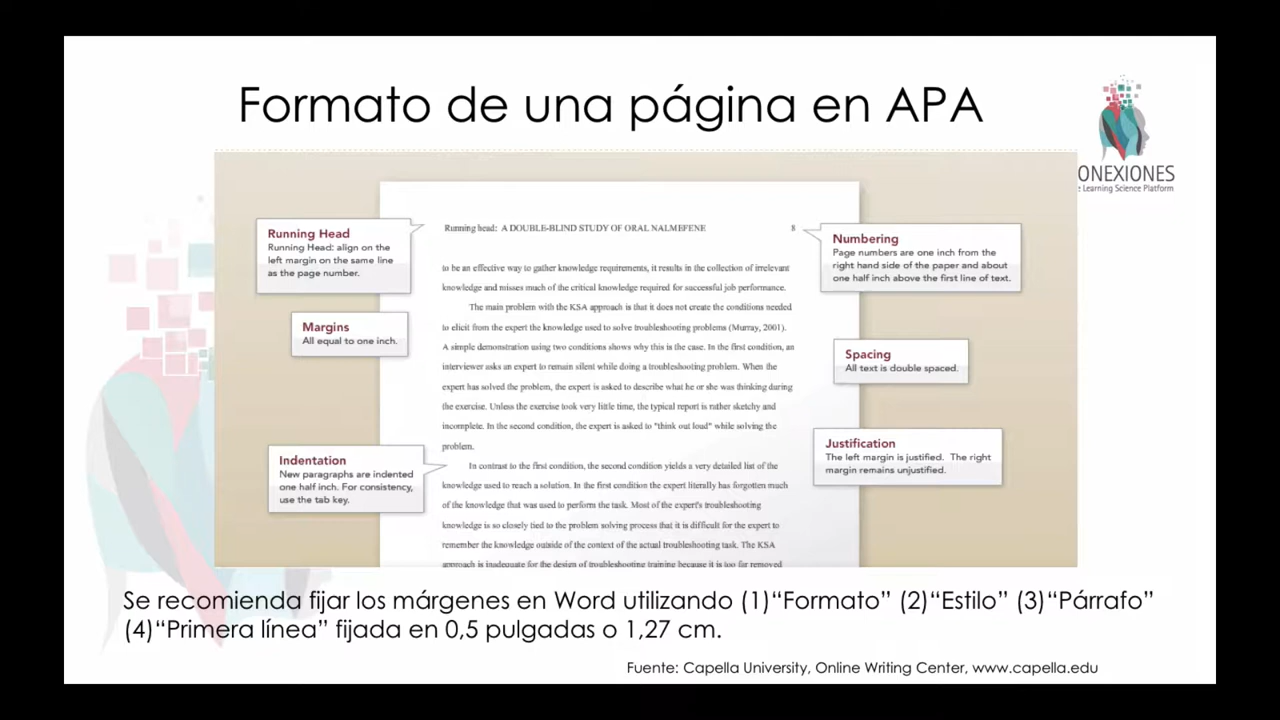 Formato de una página en APA
ONEXIONES
e Learning Science Platform
Running Head
Running Head: align on the
left margin on the same line
as the page number.
Margins
All equal to one inch.
Indentation
New paragraphs are indented
one half inch. For consistency,
use the tab key.
Running head: A DOUBLE-BLIND STUDY OF ORAL NALMEFENE 8
to be an effective way to gather knowledge requirements, it results in the collection of irrelevant
knowledge and misses much of the critical knowledge required for successful job performance.
The main problem with the KSA approach is that it does not create the conditions needed
to elicit from the expert the knowledge used to solve troubleshooting problems (Murray, 2001).
A simple demonstration using two conditions shows why this is the case. In the first condition, an
interviewer asks an expert to remain silent while doing a troubleshooting problem. When the
expert has solved the problem, the expert is asked to describe what he or she was thinking during
the exercise. Unless the exercise took very little time, the typical report is rather sketchy and
incomplete. In the second condition, the expert is asked to "think out loud" while solving the
problem.
In contrast to the first condition, the second condition yields a very detailed list of the
knowledge used to reach a solution. In the first condition the expert literally has forgotten much
of the knowledge that was used to perform the task. Most of the expert's troubleshooting
knowledge is so closely tied to the problem solving process that it is difficult for the expert to
remember the knowledge outside of the context of the actual troubleshooting task. The KSA
approach is inadequate for the design of troubleshooting training because it is too far removed
Numbering
Page numbers are one inch from the
right hand side of the paper and about
one half inch above the first line of text.
Spacing
All text is double spaced.
Justification
The left margin is justified. The right
margin remains unjustified.
Se recomienda fijar los márgenes en Word utilizando (1)“Formato” (2)“Estilo” (3)“Párrafo”
(4)“Primera línea” fijada en 0,5 pulgadas o 1,27 cm.
Fuente: Capella University, Online Writing Center, www.capella.edu